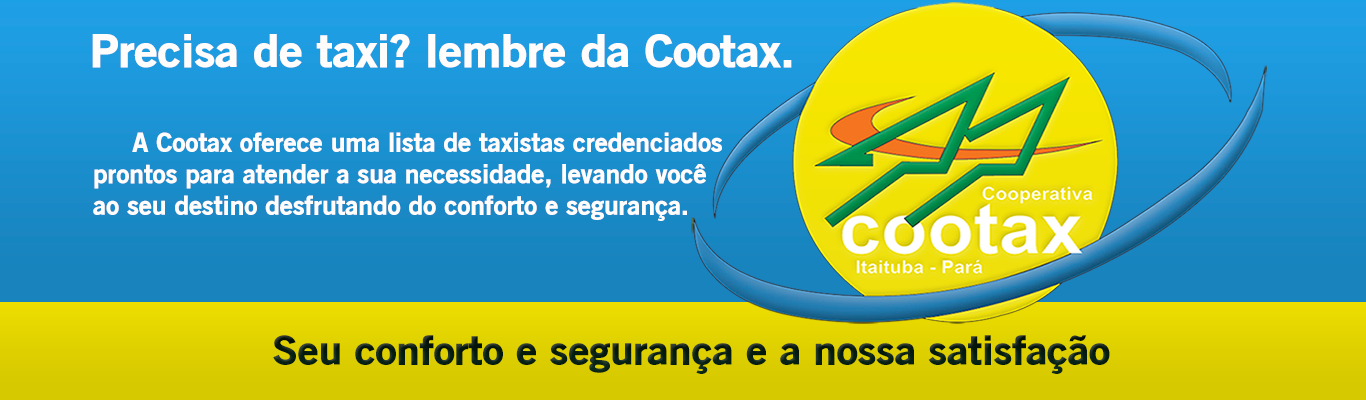 Precisa de taxi? lembre da Cootax.
A Cootax oferece uma lista de taxistas credenciados
prontos para atender a sua necessidade, levando você
ao seu destino desfrutando do conforto e segurança.
Cooperativa
cootax
Itaituba - Pará
Seu conforto e segurança e a nossa satisfação